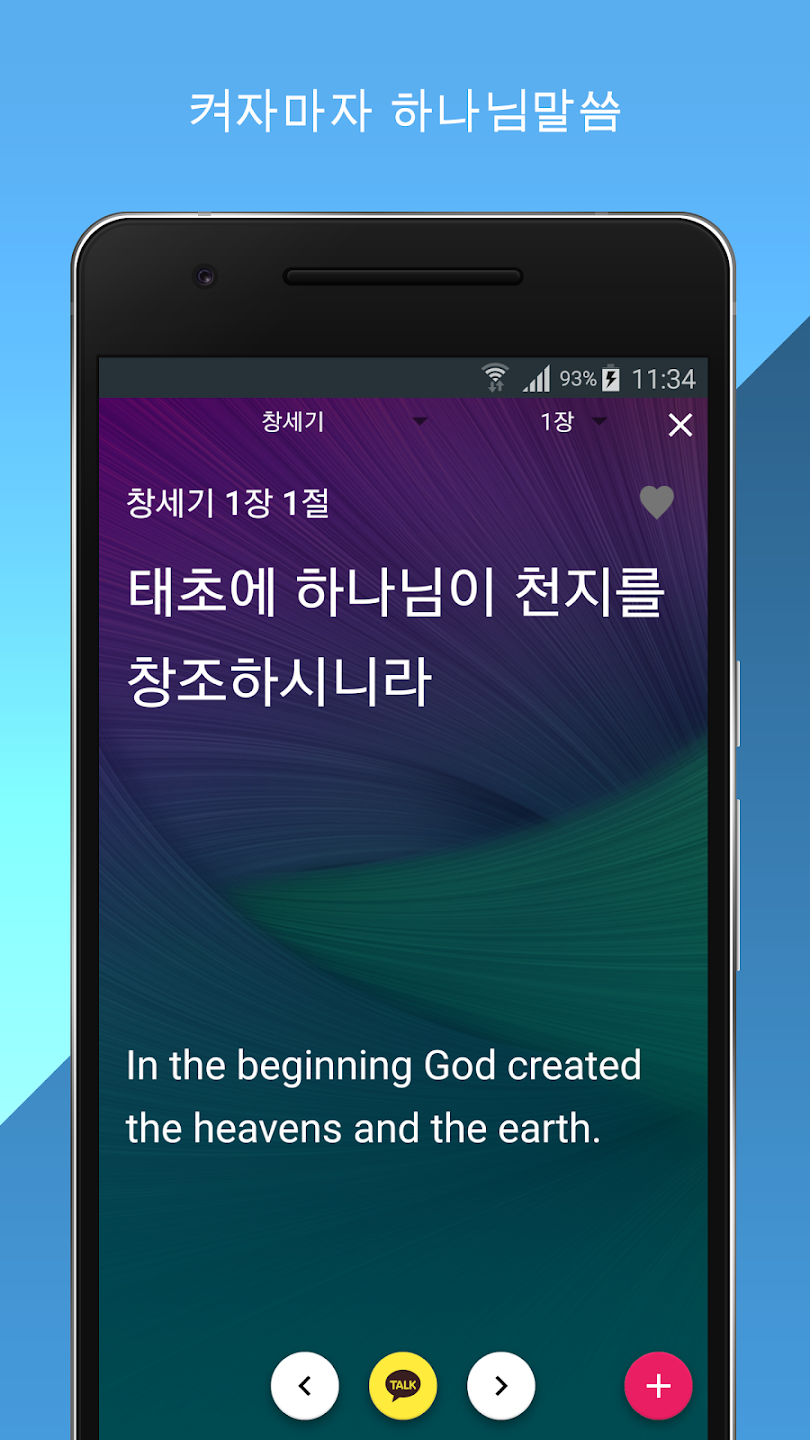 켜자마자 하나님말씀
93% 11:34
창세기 1장
창세기 1장 1절
태초에 하나님이 천지를
창조하시니라
In the beginning God created
the heavens and the earth.
TALK